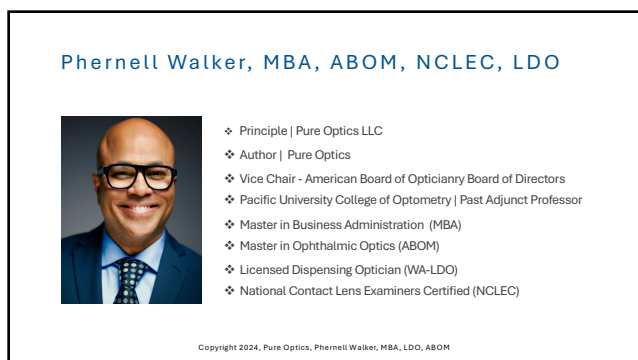 Phernell Walker, MBA, ABOM, NCLEC, LDO
❖ Principle | Pure Optics LLC
❖ Author | Pure Optics
❖ Vice Chair - American Board of Opticianry Board of Directors
❖ Pacific University College of Optometry | Past Adjunct Professor
❖ Master in Business Administration (MBA)
❖ Master in Ophthalmic Optics (ABOM)
❖ Licensed Dispensing Optician (WA-LDO)
❖ National Contact Lens Examiners Certified (NCLEC)
Copyright 2024, Pure Optics, Phernell Walker, MBA, LDO, ABOM